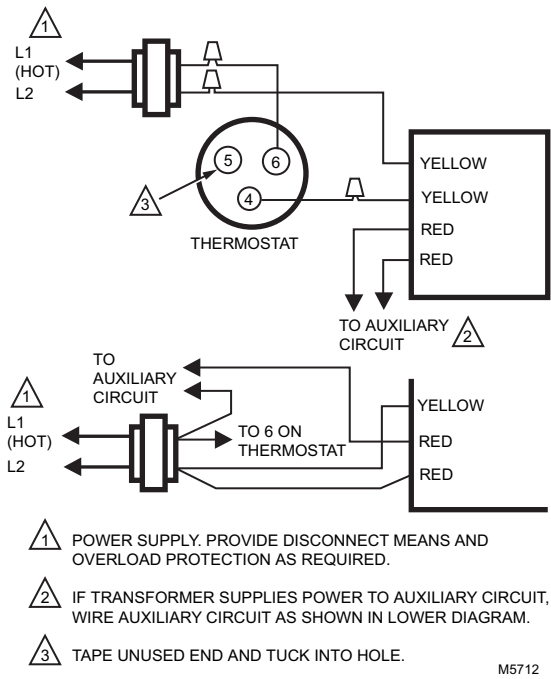 1
L1
(HOT)
L2
5
6
4
3
THERMOSTAT
YELLOW
YELLOW
RED
RED
TO AUXILIARY
CIRCUIT
2
TO
AUXILIARY
CIRCUIT
1
L1
(HOT)
L2
TO 6 ON
THERMOSTAT
YELLOW
RED
RED
1 POWER SUPPLY. PROVIDE DISCONNECT MEANS AND
OVERLOAD PROTECTION AS REQUIRED.
2 IF TRANSFORMER SUPPLIES POWER TO AUXILIARY CIRCUIT,
WIRE AUXILIARY CIRCUIT AS SHOWN IN LOWER DIAGRAM.
3 TAPE UNUSED END AND TUCK INTO HOLE.
M5712